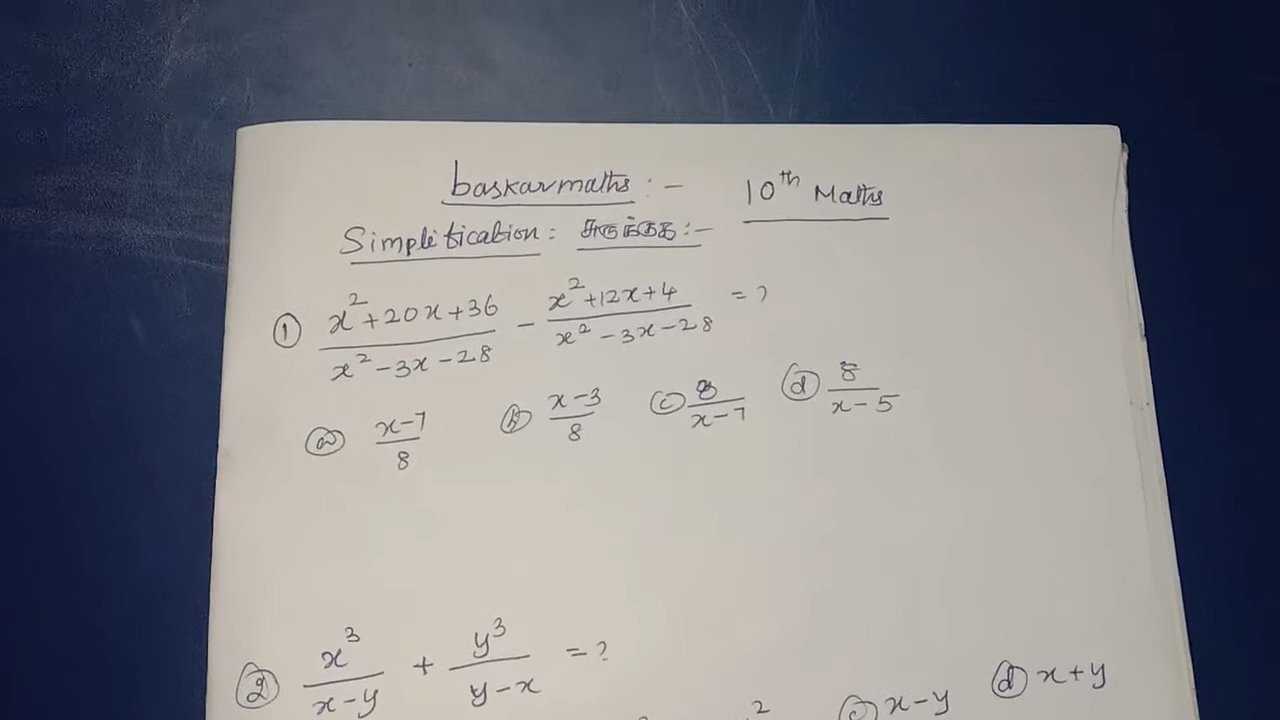 baskarmaths :- 10th Maths
Simplification : சுருக்குக :-
① (x²+20x+36)/(x²-3x-28) - (x²+12x+4)/(x²-3x-28) = ?
ⓐ (x-7)/8 ⓑ (x-3)/8 ⓒ 8/(x-7) ⓓ 8/(x-5)
② x³/(x-y) + y³/(y-x) = ?
ⓒ x-y ⓓ x+y